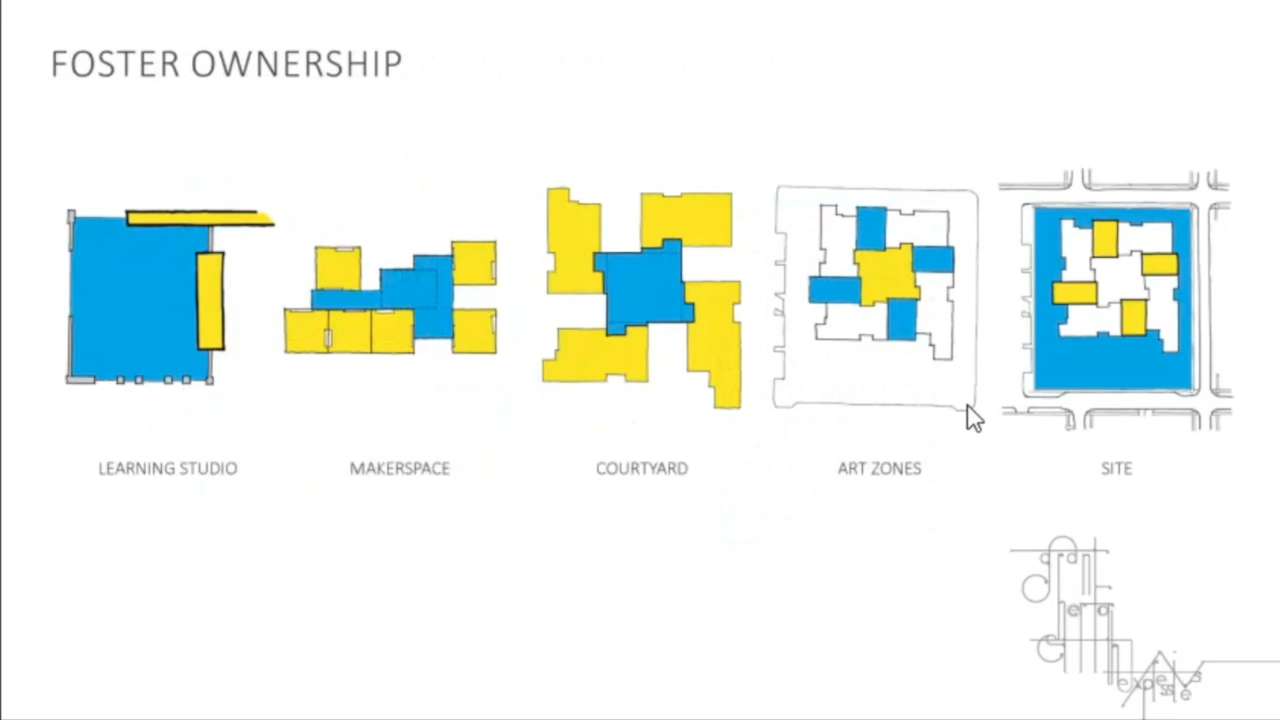 FOSTER OWNERSHIP
LEARNING STUDIO
MAKERSPACE
COURTYARD
ART ZONES
SITE